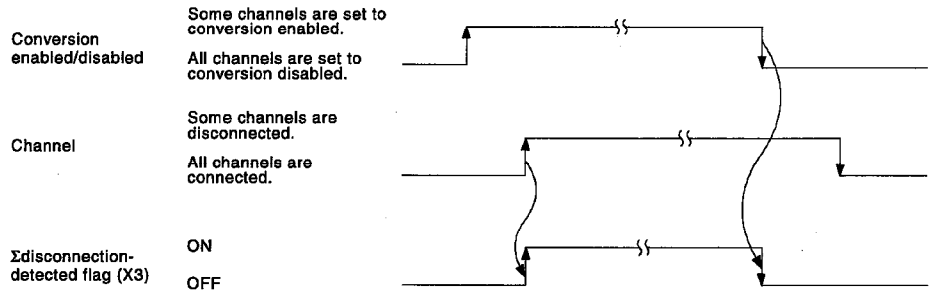 Conversion
enabled/disabled
Some channels are set to
conversion enabled.
All channels are set to
conversion disabled.
Channel
Some channels are
disconnected.
All channels are
connected.
Σdisconnection-
detected flag (X3)
ON
OFF